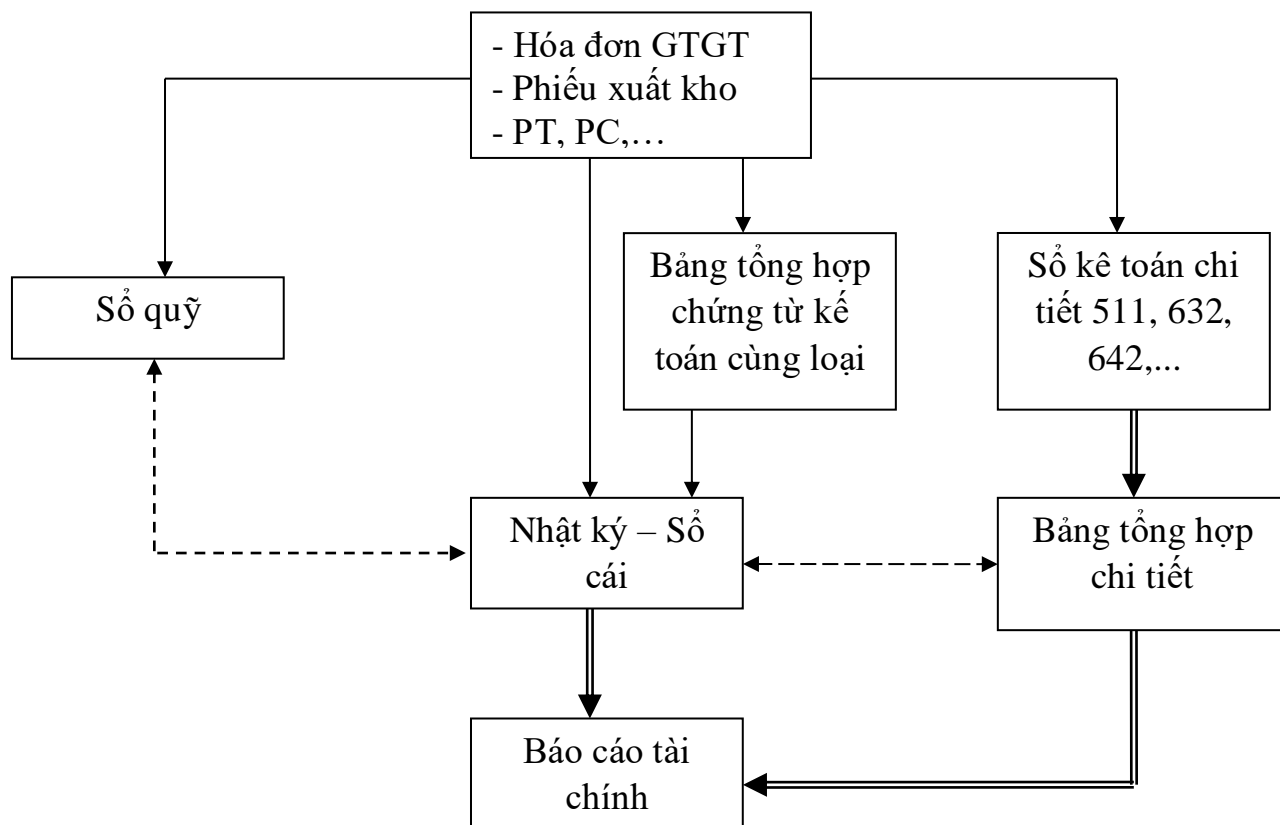 - Hóa đơn GTGT
- Phiếu xuất kho
- PT, PC,…
Sổ quỹ
Bảng tổng hợp
chứng từ kế
toán cùng loại
Sổ kê toán chi
tiết 511, 632,
642,...
Nhật ký – Sổ
cái
Bảng tổng hợp
chi tiết
Báo cáo tài
chính